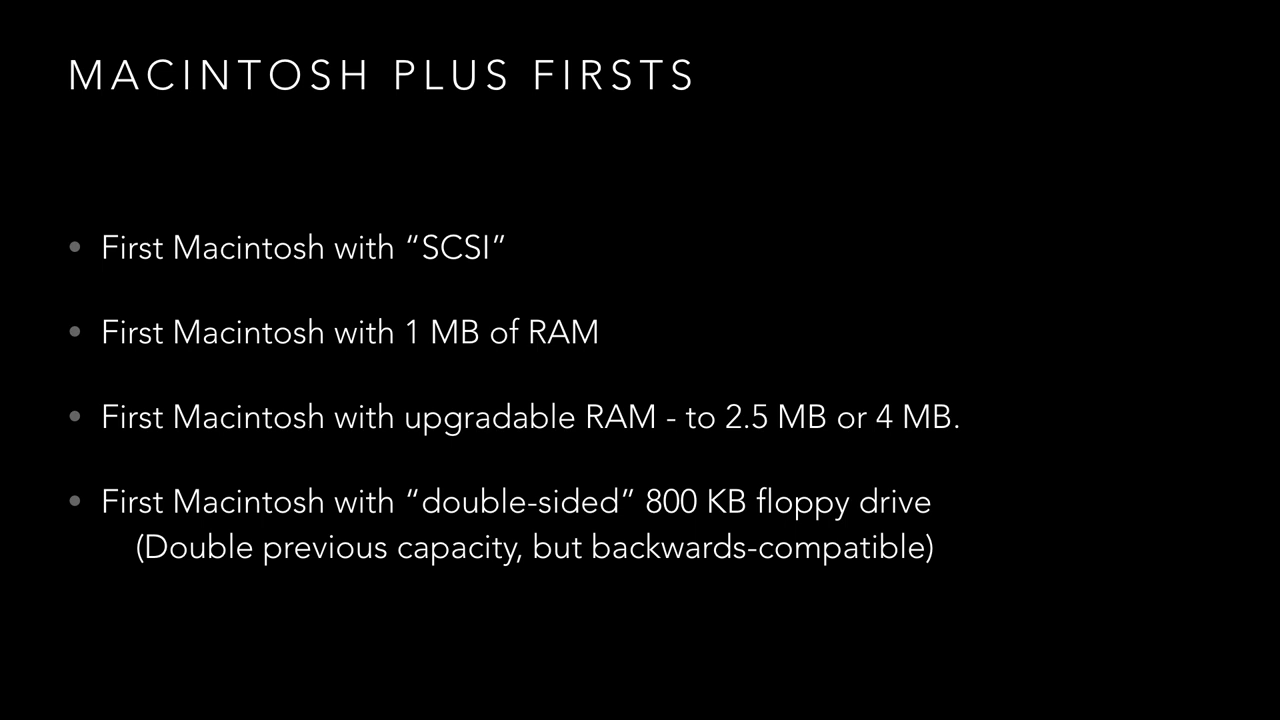 MACINTOSH PLUS FIRSTS
• First Macintosh with “SCSI”
• First Macintosh with 1 MB of RAM
• First Macintosh with upgradable RAM - to 2.5 MB or 4 MB.
• First Macintosh with “double-sided” 800 KB floppy drive
(Double previous capacity, but backwards-compatible)